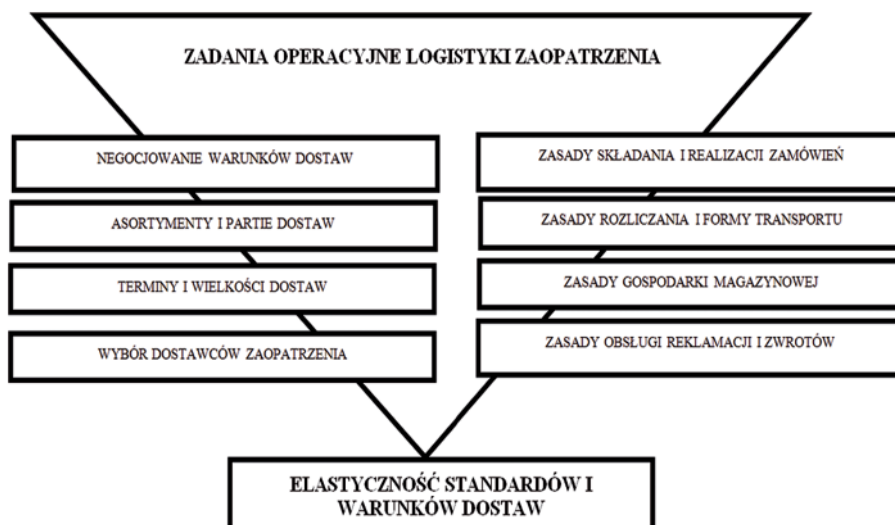 ZADANIA OPERACYJNE LOGISTYKI ZAOPATRZENIA
NEGOCJOWANIE WARUNKÓW DOSTAW
ASORTYMENTY I PARTIE DOSTAW
TERMINY I WIELKOŚCI DOSTAW
WYBÓR DOSTAWCÓW ZAOPATRZENIA
ZASADY SKŁADANIA I REALIZACJI ZAMÓWIEŃ
ZASADY ROZLICZANIA I FORMY TRANSPORTU
ZASADY GOSPODARKI MAGAZYNOWEJ
ZASADY OBSŁUGI REKLAMACJI I ZWROTÓW
ELASTYCZNOŚĆ STANDARDÓW I
WARUNKÓW DOSTAW